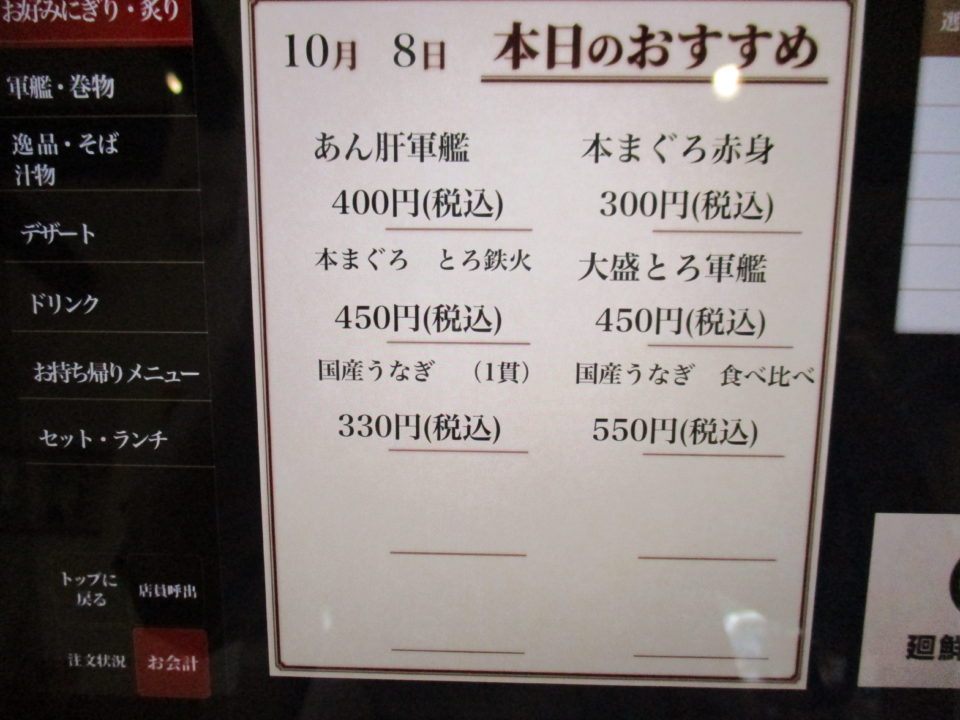 お好みにぎり・炙り
軍艦・巻物
逸品・そば
汁物
デザート
ドリンク
お持ち帰りメニュー
セット・ランチ
トップに
戻る
店員呼出
注文状況
お会計
10月 8日 本日のおすすめ
あん肝軍艦
400円(税込)
本まぐろ赤身
300円(税込)
本まぐろ とろ鉄火
450円(税込)
大盛とろ軍艦
450円(税込)
国産うなぎ (1貫)
330円(税込)
国産うなぎ 食べ比べ
550円(税込)
廻鮮